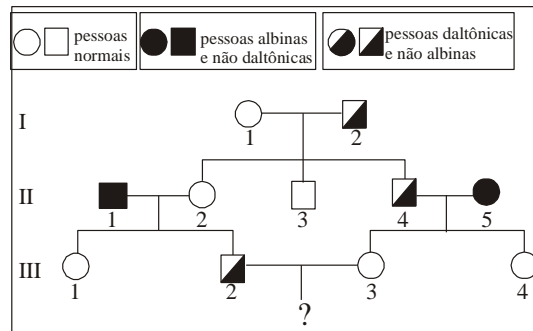 pessoas
normais
pessoas albinas
e não daltônicas
pessoas daltônicas
e não albinas
I
1 2
II
1 2 3 4 5
III
1 2 3 4
?